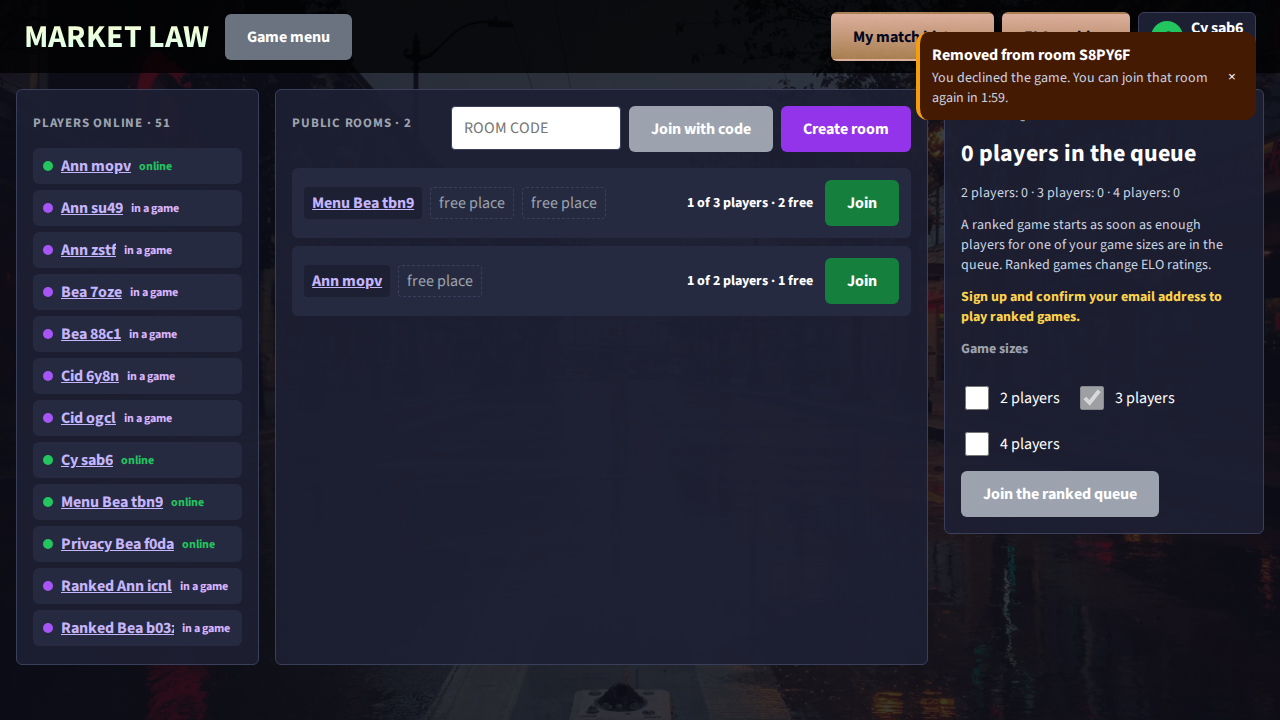 MARKET LAW
Game menu
My match
Cy sab6
Removed from room S8PY6F
You declined the game. You can join that room
again in 1:59.
×
PLAYERS ONLINE · 51
Ann mopv online
Ann su49 in a game
Ann zstf in a game
Bea 7oze in a game
Bea 88c1 in a game
Cid 6y8n in a game
Cid ogcl in a game
Cy sab6 online
Menu Bea tbn9 online
Privacy Bea f0da online
Ranked Ann icnl in a game
Ranked Bea b03 in a game
PUBLIC ROOMS · 2
ROOM CODE
Join with code
Create room
Menu Bea tbn9 free place free place 1 of 3 players · 2 free Join
Ann mopv free place 1 of 2 players · 1 free Join
0 players in the queue
2 players: 0 · 3 players: 0 · 4 players: 0
A ranked game starts as soon as enough
players for one of your game sizes are in the
queue. Ranked games change ELO ratings.
Sign up and confirm your email address to
play ranked games.
Game sizes
2 players 3 players
4 players
Join the ranked queue